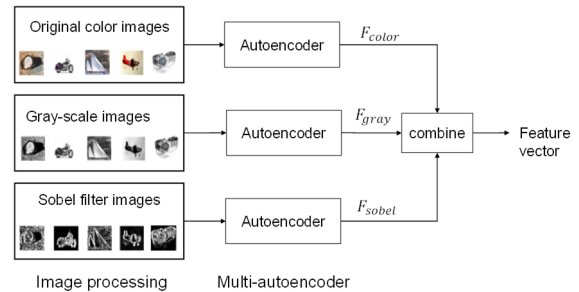 Original color images
Autoencoder
F_color
Gray-scale images
Autoencoder
F_gray
combine
Feature
vector
Sobel filter images
Autoencoder
F_sobel
Image processing
Multi-autoencoder